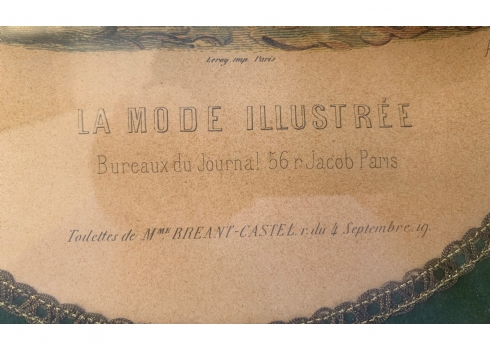 Leroy, imp. Paris
LA MODE ILLUSTRÉE
Bureaux du Journal 56 r Jacob Paris
Toilettes de MME BREANT-CASTEL r. du 4 Septembre 19.